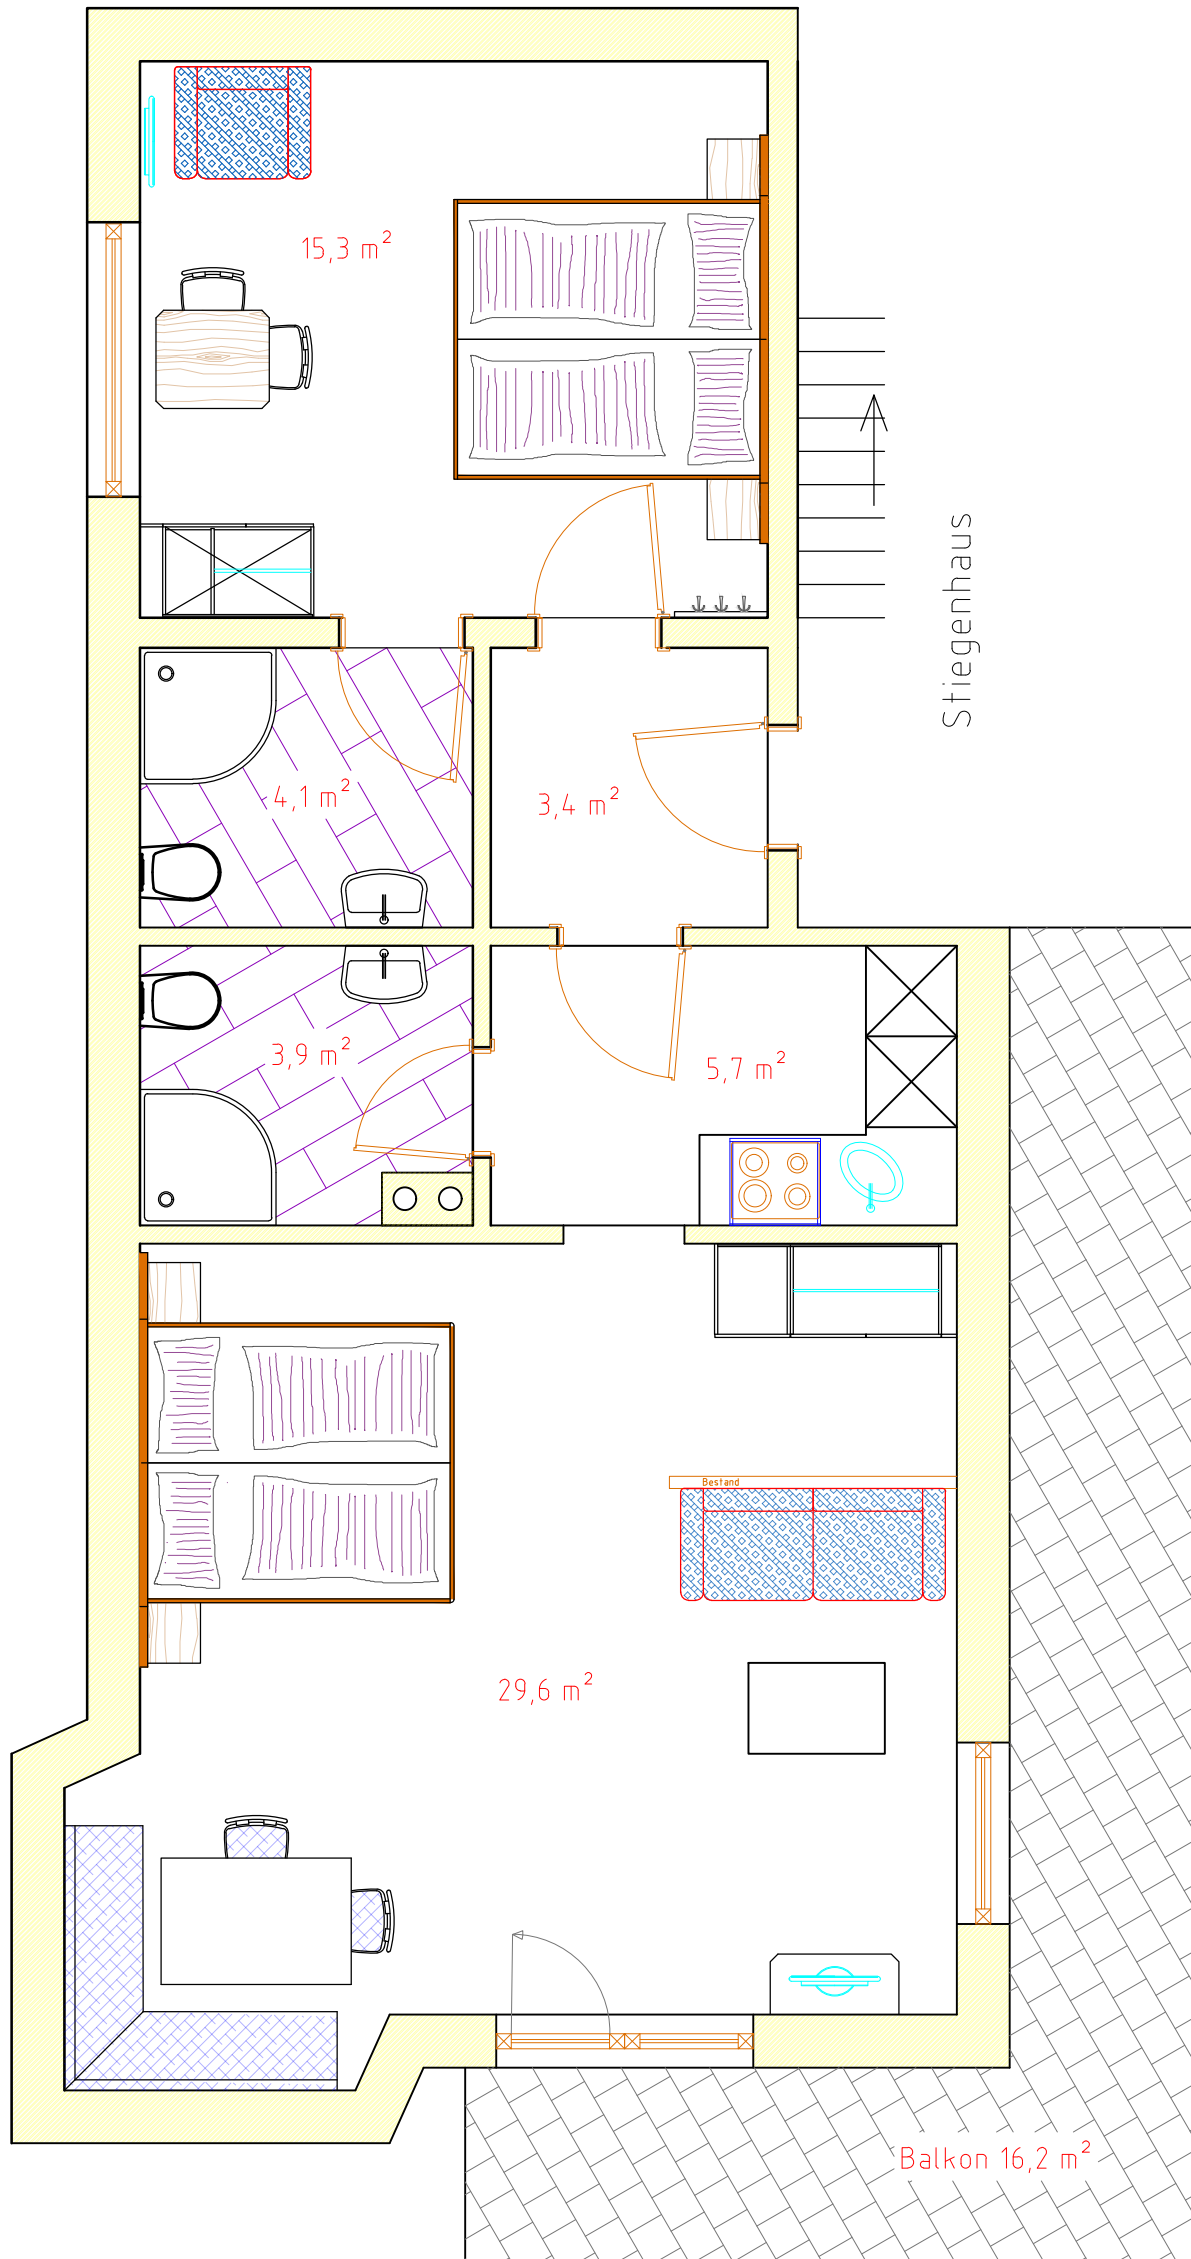 15,3 m²
Stiegenhaus
4,1 m²
3,4 m²
3,9 m²
5,7 m²
Bestand
29,6 m²
Balkon 16,2 m²